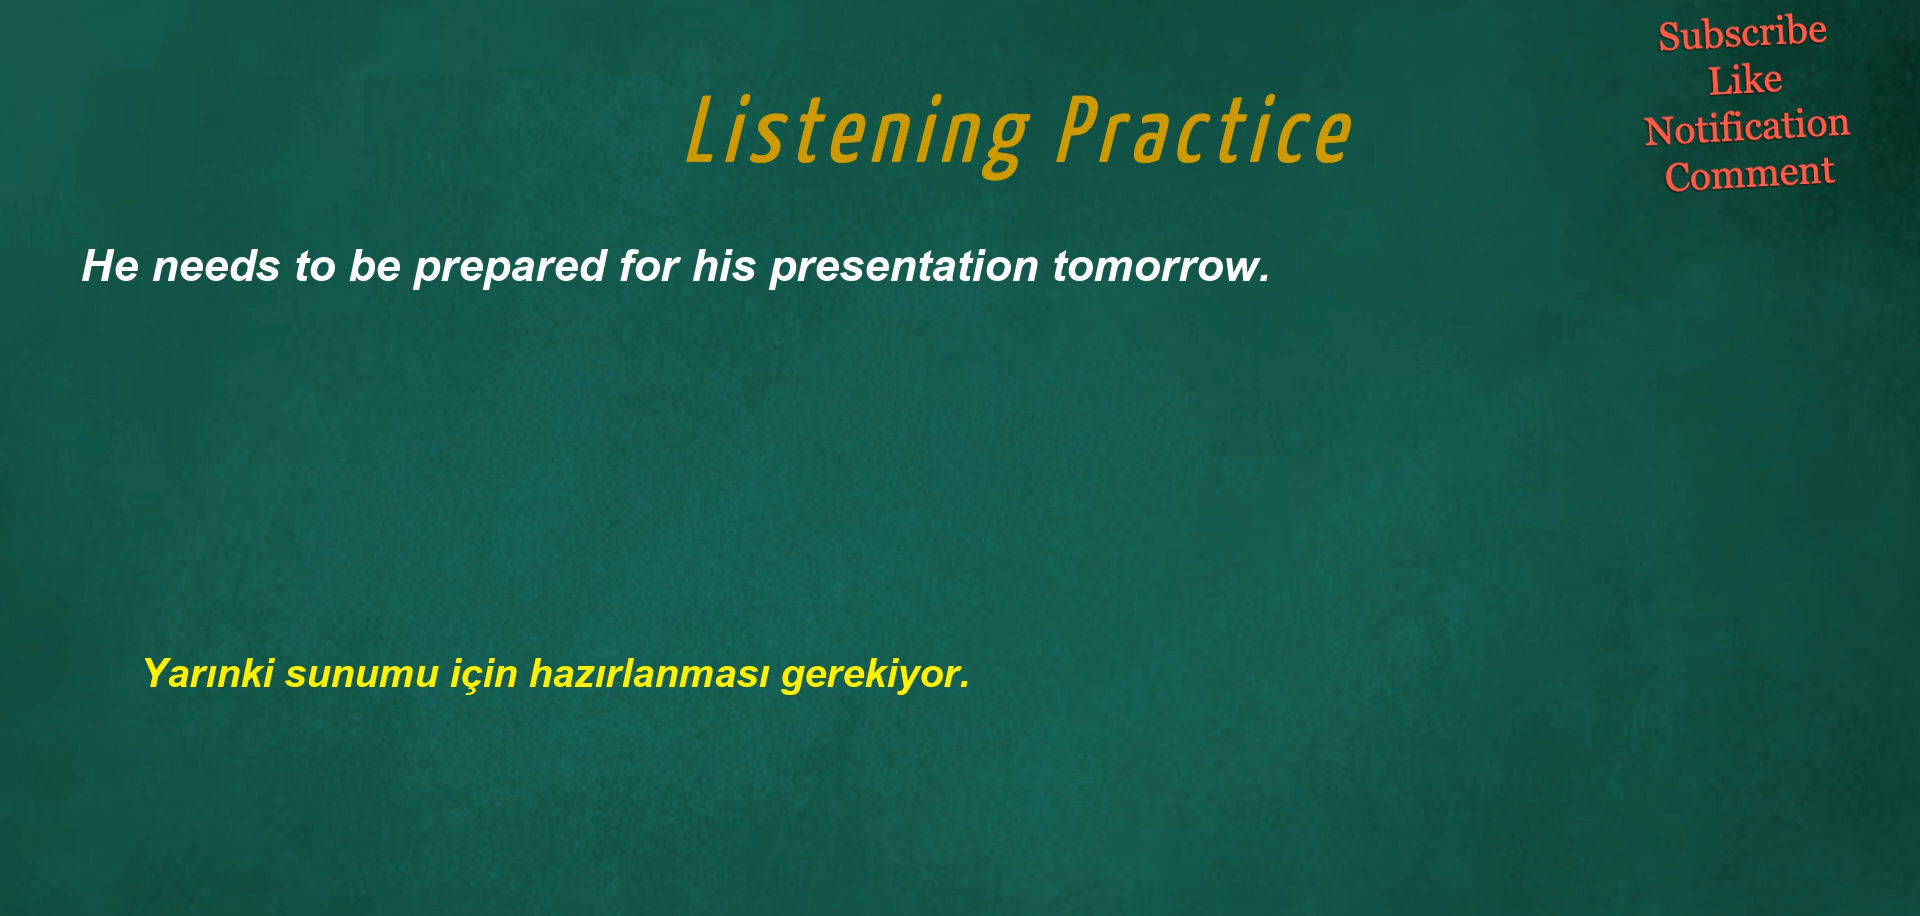 Subscribe
Like
Notification
Comment
Listening Practice
He needs to be prepared for his presentation tomorrow.
Yarınki sunumu için hazırlanması gerekiyor.